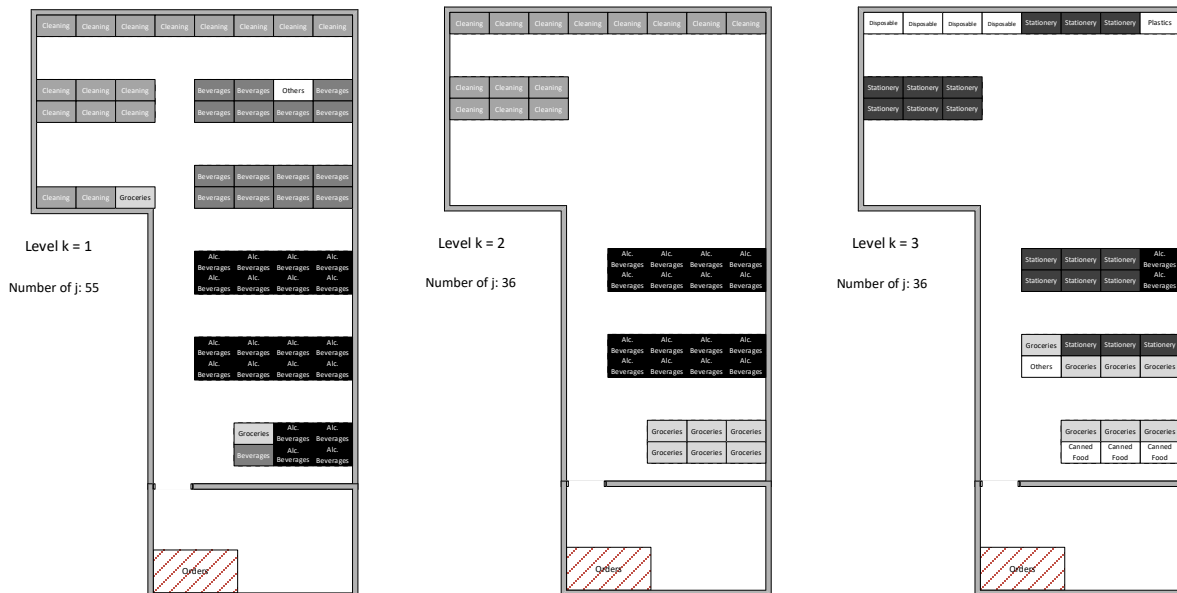 Cleaning Cleaning Cleaning Cleaning Cleaning Cleaning Cleaning Cleaning
Cleaning Cleaning Cleaning Beverages Beverages Others Beverages
Cleaning Cleaning Cleaning Beverages Beverages Beverages Beverages
Beverages Beverages Beverages Beverages
Cleaning Cleaning Groceries Beverages Beverages Beverages Beverages
Level k = 1
Number of j: 55
Alc. Alc. Alc. Alc.
Beverages Beverages Beverages Beverages
Alc. Alc. Alc. Alc.
Beverages Beverages Beverages Beverages
Alc. Alc. Alc. Alc.
Beverages Beverages Beverages Beverages
Alc. Alc. Alc. Alc.
Beverages Beverages Beverages Beverages
Groceries Alc. Alc.
Beverages Beverages
Beverages Alc. Alc.
Beverages Beverages
Orders
Cleaning Cleaning Cleaning Cleaning Cleaning Cleaning Cleaning Cleaning
Cleaning Cleaning Cleaning
Cleaning Cleaning Cleaning
Level k = 2
Number of j: 36
Alc. Alc. Alc. Alc.
Beverages Beverages Beverages Beverages
Alc. Alc. Alc. Alc.
Beverages Beverages Beverages Beverages
Alc. Alc. Alc. Alc.
Beverages Beverages Beverages Beverages
Alc. Alc. Alc. Alc.
Beverages Beverages Beverages Beverages
Groceries Groceries Groceries
Groceries Groceries Groceries
Orders
Disposable Disposable Disposable Disposable Stationery Stationery Stationery Plastics
Stationery Stationery Stationery
Stationery Stationery Stationery
Level k = 3
Number of j: 36
Stationery Stationery Stationery Alc.
Beverages
Stationery Stationery Stationery Alc.
Beverages
Groceries Stationery Stationery Stationery
Others Groceries Groceries Groceries
Groceries Groceries Groceries
Canned Canned Canned
Food Food Food
Orders